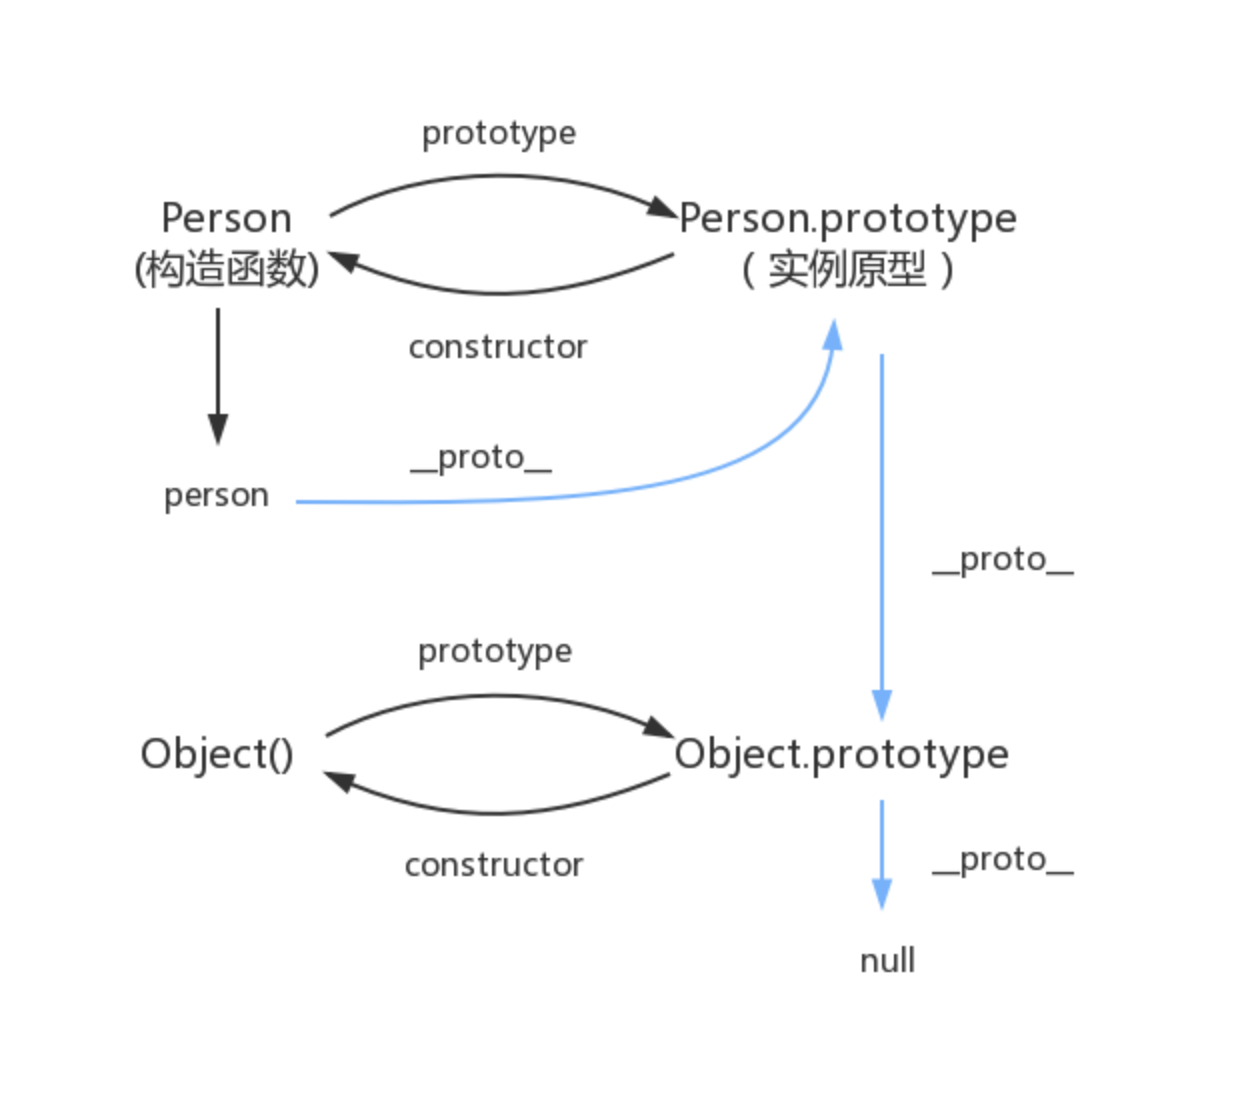 prototype
Person
Person.prototype
(构造函数)
（ 实例原型 ）
constructor
__proto__
person
__proto__
prototype
Object()
Object.prototype
constructor
__proto__
null